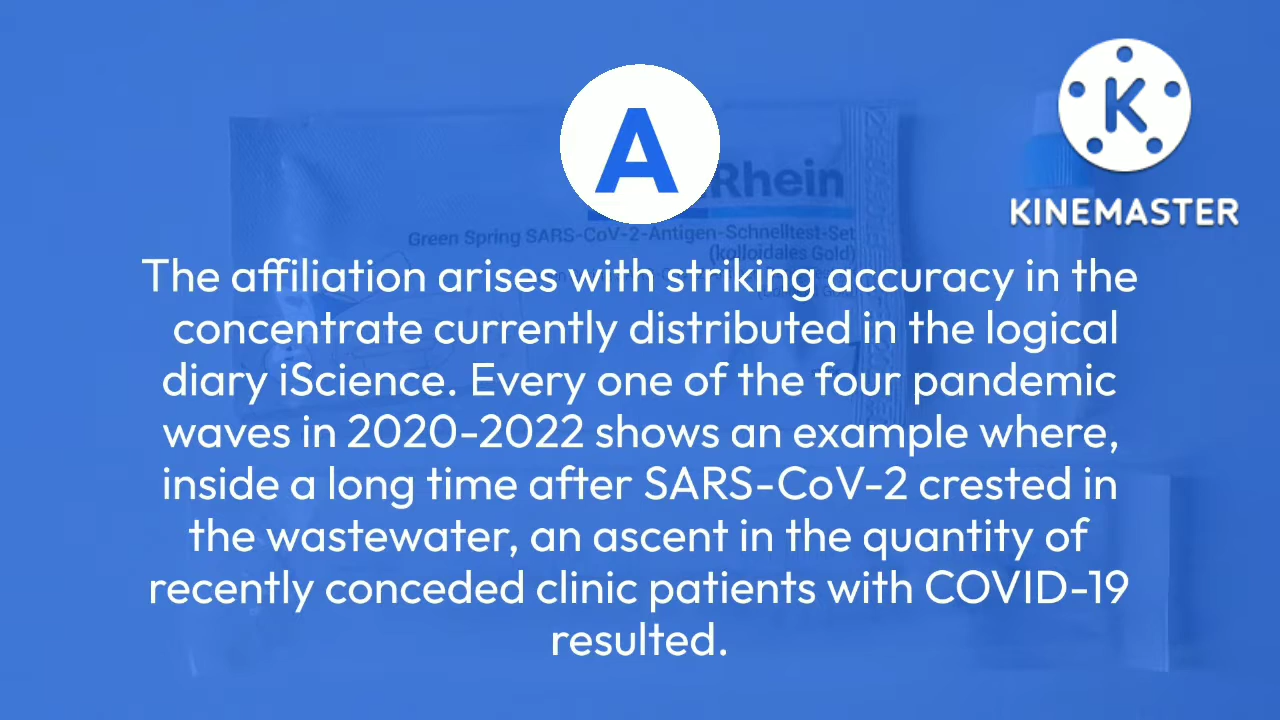 A
KINEMASTER
Rhein
Green Spring SARS-CoV-2-Antigen-Schnelltest-Set
(kolloidales Gold)
The affiliation arises with striking accuracy in the
concentrate currently distributed in the logical
diary iScience. Every one of the four pandemic
waves in 2020-2022 shows an example where,
inside a long time after SARS-CoV-2 crested in
the wastewater, an ascent in the quantity of
recently conceded clinic patients with COVID-19
resulted.